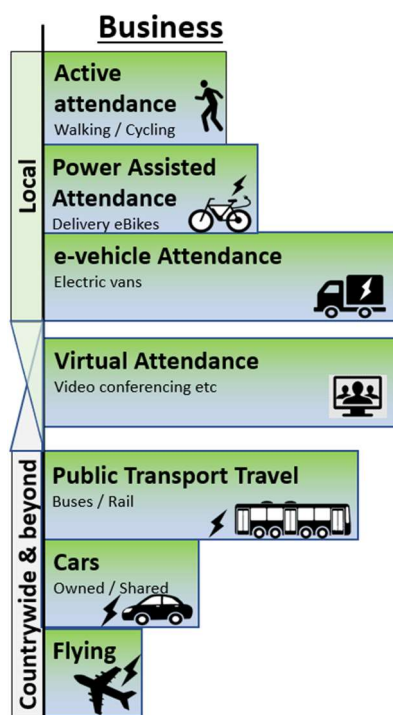 Business
Local
Active
attendance
Walking / Cycling
Power Assisted
Attendance
Delivery eBikes
e-vehicle Attendance
Electric vans
Virtual Attendance
Video conferencing etc
Countrywide & beyond
Public Transport Travel
Buses / Rail
Cars
Owned / Shared
Flying